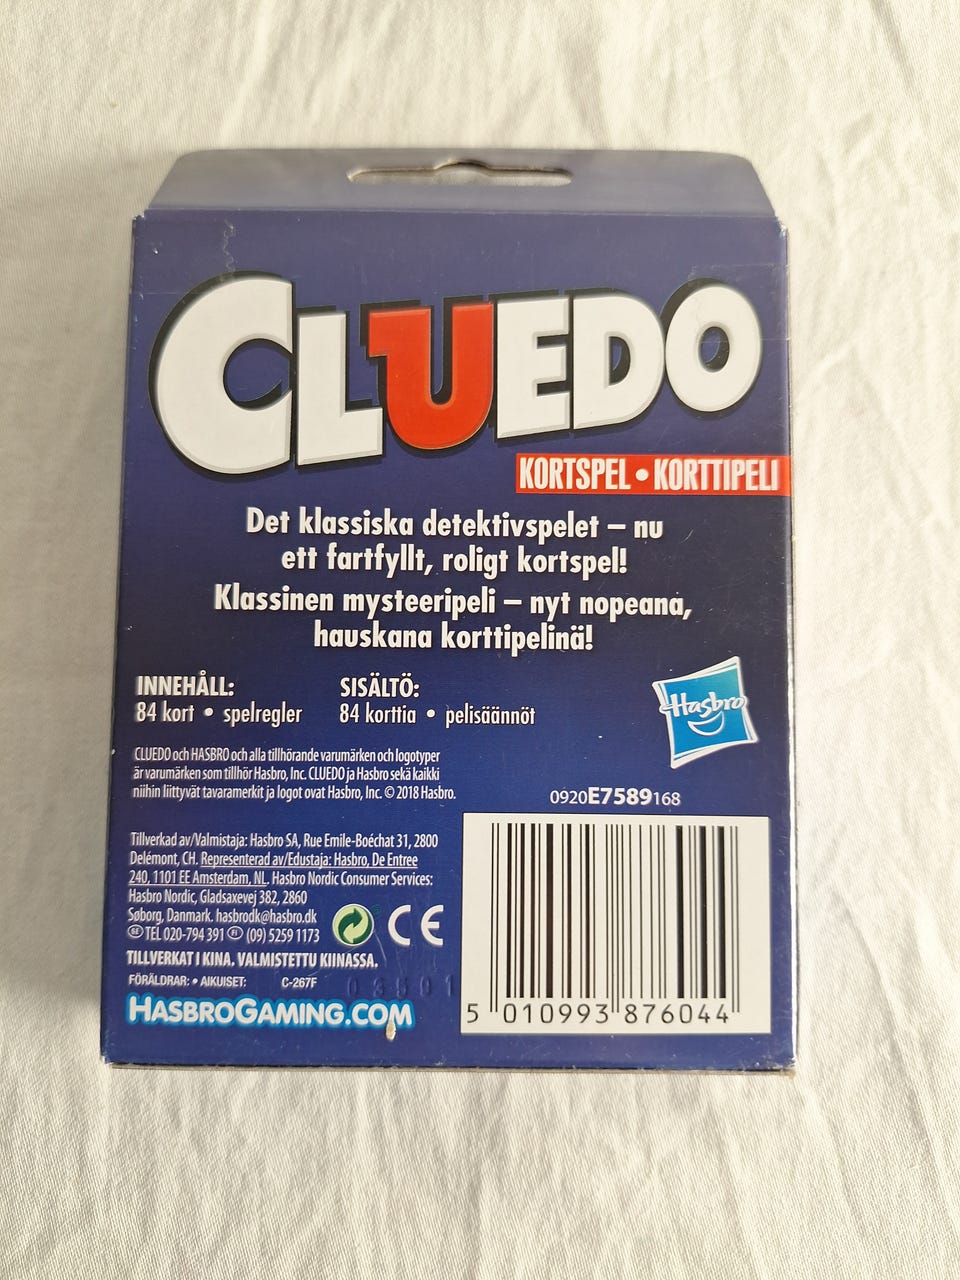 CLUEDO
KORTSPEL • KORTTIPELI
Det klassiska detektivspelet – nu
ett fartfyllt, roligt kortspel!
Klassinen mysteeripeli – nyt nopeana,
hauskana korttipelinä!
INNEHÅLL:
84 kort • spelregler
SISÄLTÖ:
84 korttia • pelisäännöt
Hasbro
CLUEDO och HASBRO och alla tillhörande varumärken och logotyper
är varumärken som tillhör Hasbro, Inc. CLUEDO ja Hasbro sekä kaikki
niihin liittyvät tavaramerkit ja logot ovat Hasbro, Inc. © 2018 Hasbro.
0920E7589168
Tillverkad av/Valmistaja: Hasbro SA, Rue Emile-Boéchat 31, 2800
Delémont, CH. Representerad av/Edustaja: Hasbro, De Entree
240, 1101 EE Amsterdam, NL. Hasbro Nordic Consumer Services:
Hasbro Nordic, Gladsaxevej 382, 2860
Søborg, Danmark. hasbrodk@hasbro.dk
SE TEL 020-794 391 FI (09) 5259 1173
CE
TILLVERKAT I KINA. VALMISTETTU KIINASSA.
FÖRÄLDRAR: • AIKUISET: C-267F
HASBROGAMING.COM
5 010993 876044